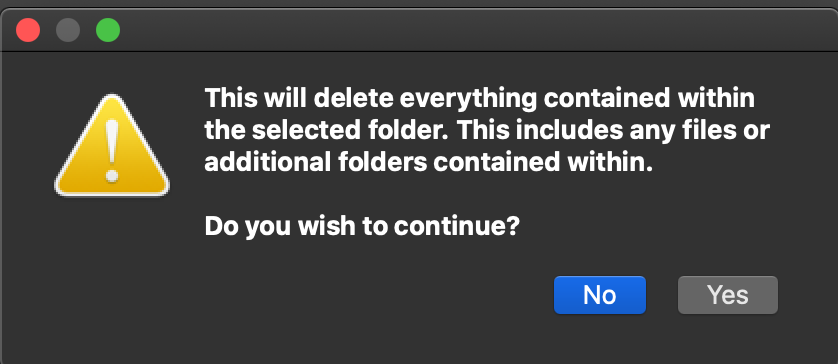 This will delete everything contained within
the selected folder. This includes any files or
additional folders contained within.
Do you wish to continue?
No
Yes